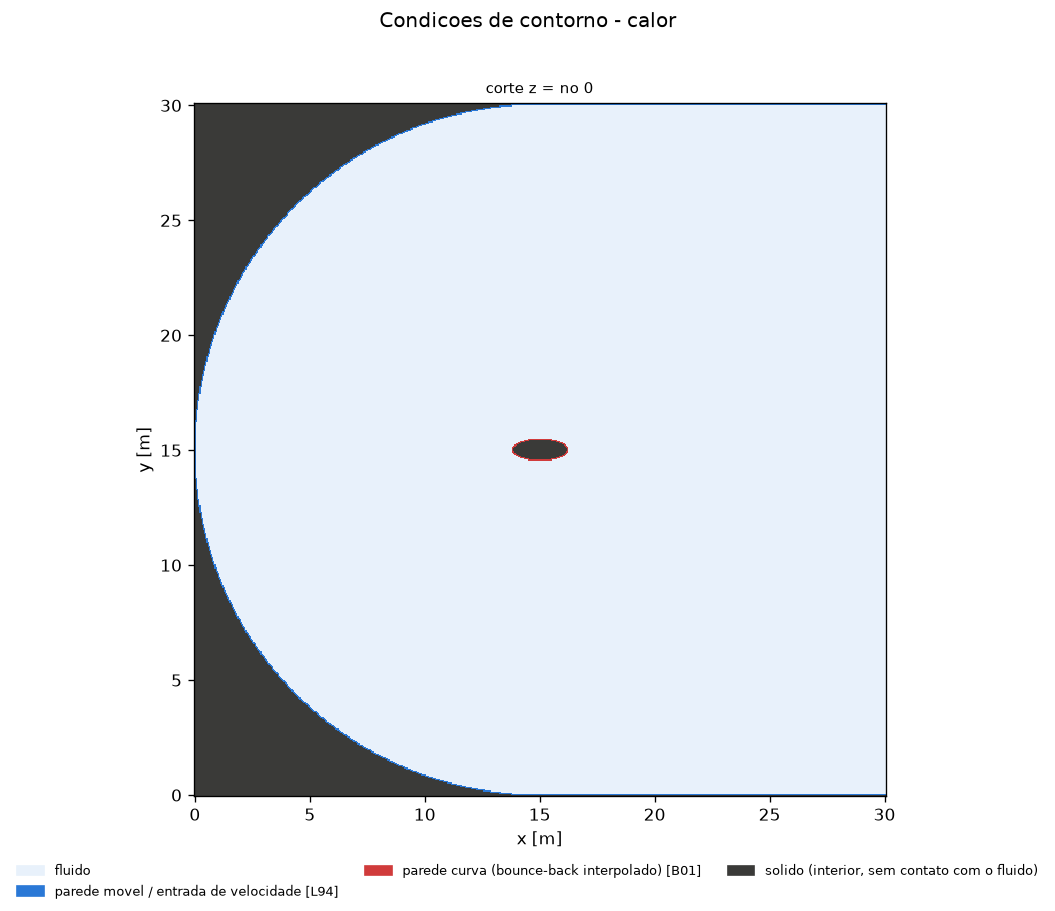 Condicoes de contorno - calor
corte z = no 0
30
25
20
15
10
5
0
y [m]
0 5 10 15 20 25 30
x [m]
fluido
parede movel / entrada de velocidade [L94]
parede curva (bounce-back interpolado) [B01]
solido (interior, sem contato com o fluido)